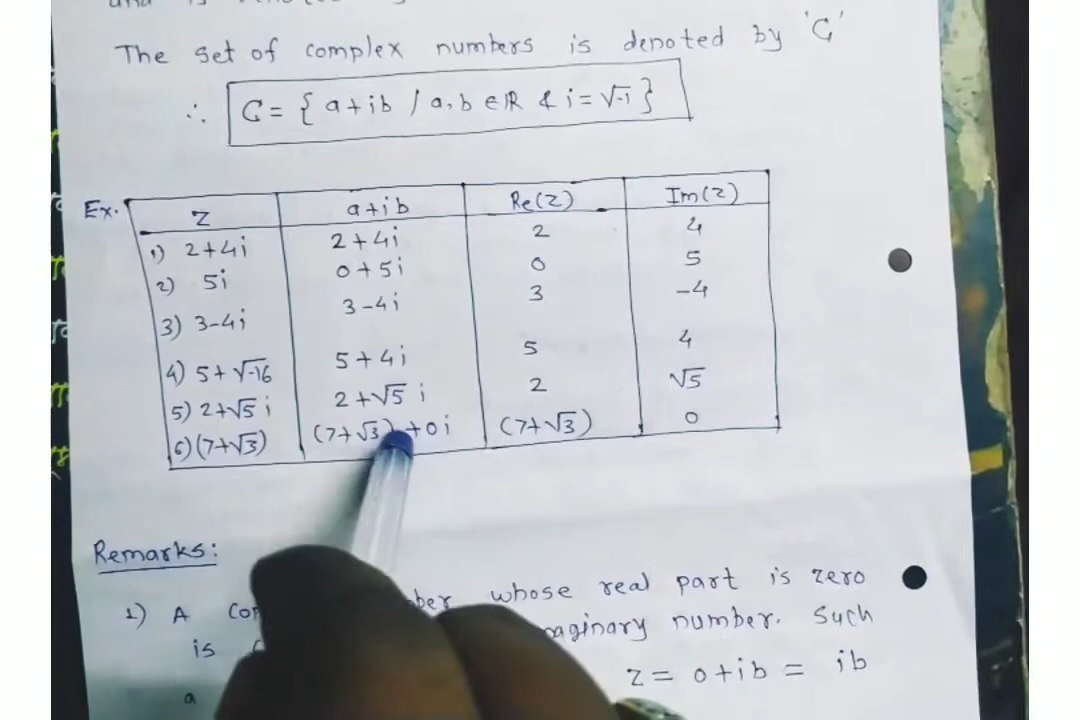 The set of complex numbers is denoted by 'C'
∴ C = { a+ib / a,b ∈ ℝ & i = √-1 }
Ex. z a+ib Re(z) Im(z)
1) 2+4i 2+4i 2 4
2) 5i 0+5i 0 5
3) 3-4i 3-4i 3 -4
4) 5+√-16 5+4i 5 4
5) 2+√5 i 2+√5 i 2 √5
6) (7+√3) (7+√3)+0i (7+√3) 0
Remarks:
1) A whose real part is zero
is number. Such
a z = 0+ib = ib